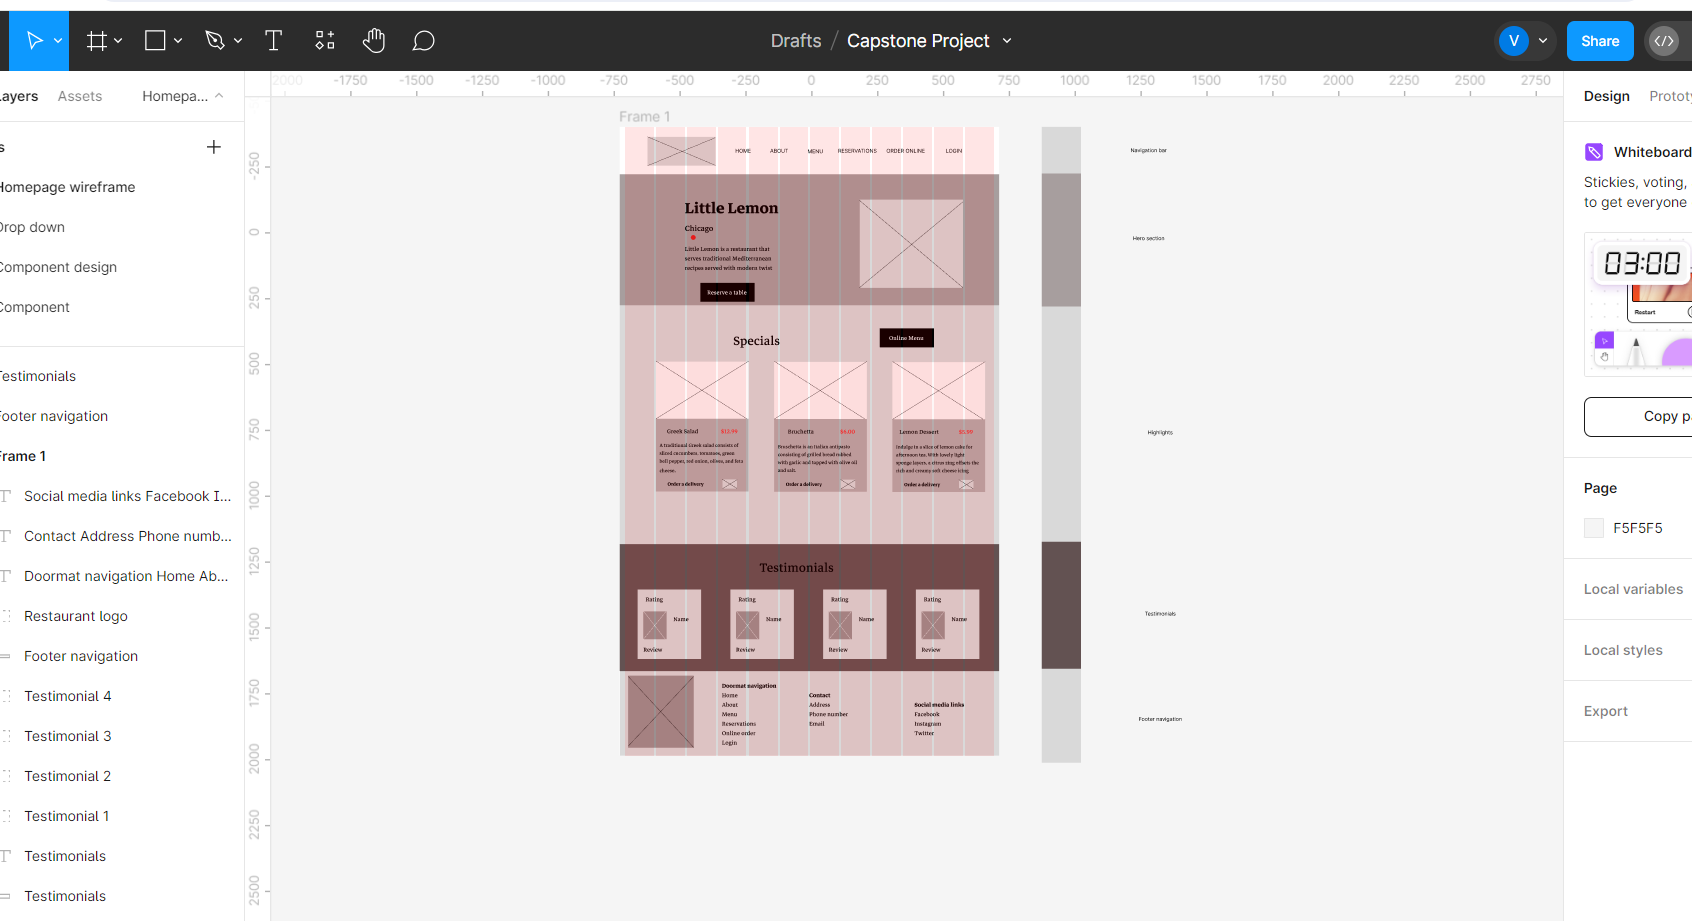 Drafts / Capstone Project
V
Share
Layers
Assets
Homepa...
Homepage wireframe
Drop down
Component design
Component
Testimonials
Footer navigation
Frame 1
Social media links Facebook I...
Contact Address Phone numb...
Doormat navigation Home Ab...
Restaurant logo
Footer navigation
Testimonial 4
Testimonial 3
Testimonial 2
Testimonial 1
Testimonials
Testimonials
2000 -1750 -1500 -1250 -1000 -750 -500 -250 0 250 500 750 1000 1250 1500 1750 2000 2250 2500 2750
-250
0
250
500
750
1000
1250
1500
1750
2000
2250
2500
Frame 1
HOME ABOUT MENU RESERVATIONS ORDER ONLINE LOGIN
Little Lemon
Chicago
Little Lemon is a restaurant that
serves traditional Mediterranean
recipes served with modern twist
Reserve a table
Specials
Online Menu
Greek Salad $12.99
A traditional Greek salad consists of
sliced cucumbers, tomatoes, green
bell pepper, red onion, olives, and feta
cheese.
Order a delivery
Bruchetta $6.00
Bruschetta is an Italian antipasto
consisting of grilled bread rubbed
with garlic and topped with olive oil
and salt.
Order a delivery
Lemon Dessert $5.99
Indulge in a slice of lemon cake for
afternoon tea. With lovely light
sponge layers, a citrus zing offsets the
rich and creamy soft cheese icing.
Order a delivery
Testimonials
Rating
Name
Review
Rating
Name
Review
Rating
Name
Review
Rating
Name
Review
Doormat navigation
Home
About
Menu
Reservations
Online order
Login
Contact
Address
Phone number
Email
Social media links
Facebook
Instagram
Twitter
Navigation bar
Hero section
Highlights
Testimonials
Footer navigation
Design
Protot
Whiteboard
Stickies, voting,
to get everyone
03:00
Restart
Copy p
Page
F5F5F5
Local variables
Local styles
Export